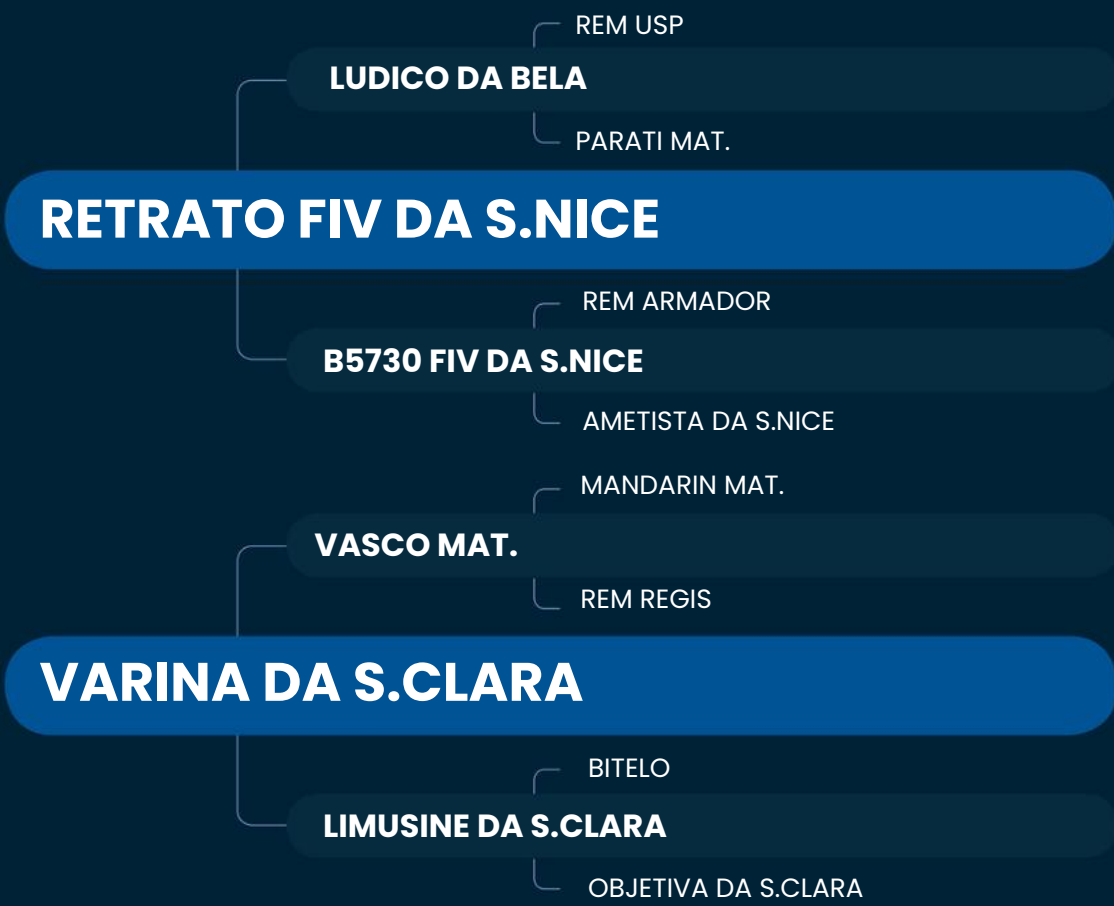 REM USP
LUDICO DA BELA
PARATI MAT.
RETRATO FIV DA S.NICE
REM ARMADOR
B5730 FIV DA S.NICE
AMETISTA DA S.NICE
MANDARIN MAT.
VASCO MAT.
REM REGIS
VARINA DA S.CLARA
BITELO
LIMUSINE DA S.CLARA
OBJETIVA DA S.CLARA